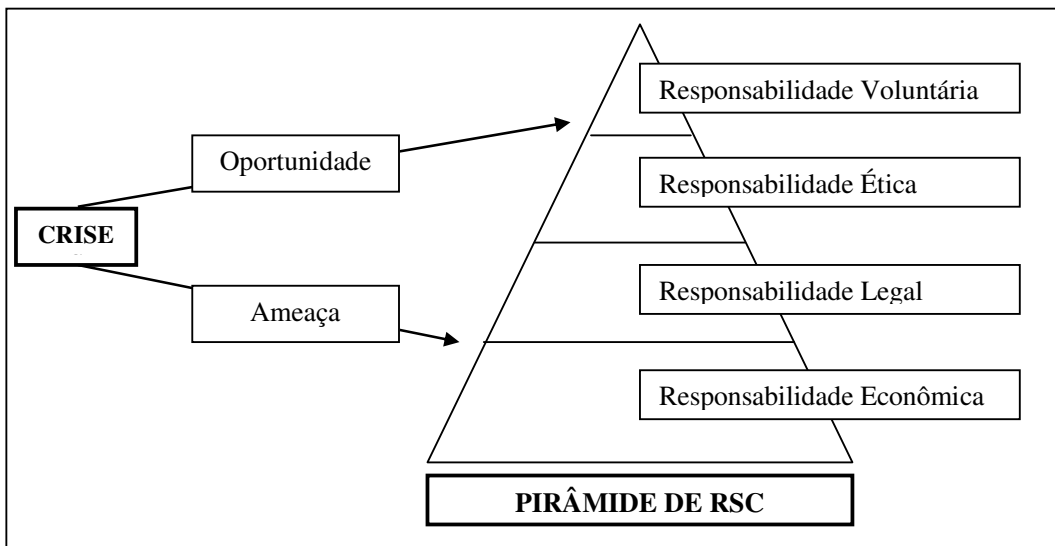 Responsabilidade Voluntária
Oportunidade
Responsabilidade Ética
CRISE
Responsabilidade Legal
Ameaça
Responsabilidade Econômica
PIRÂMIDE DE RSC